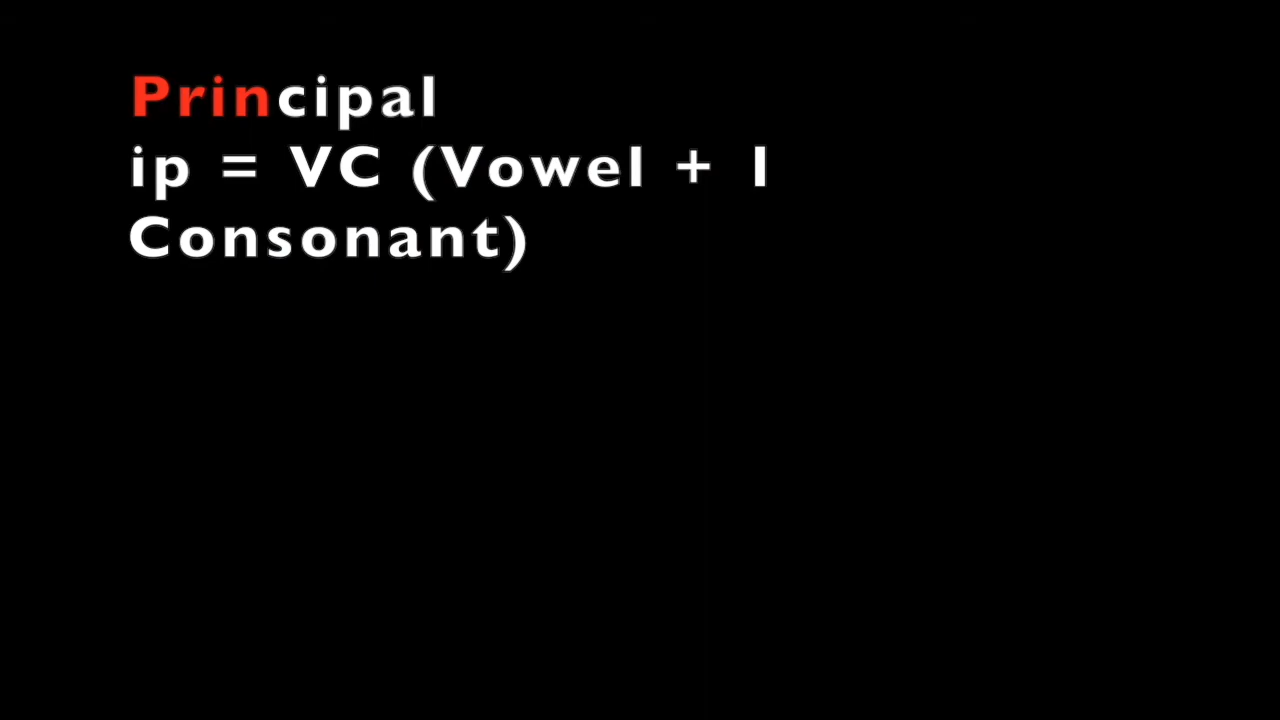 Principal
ip = VC (Vowel + 1
Consonant)